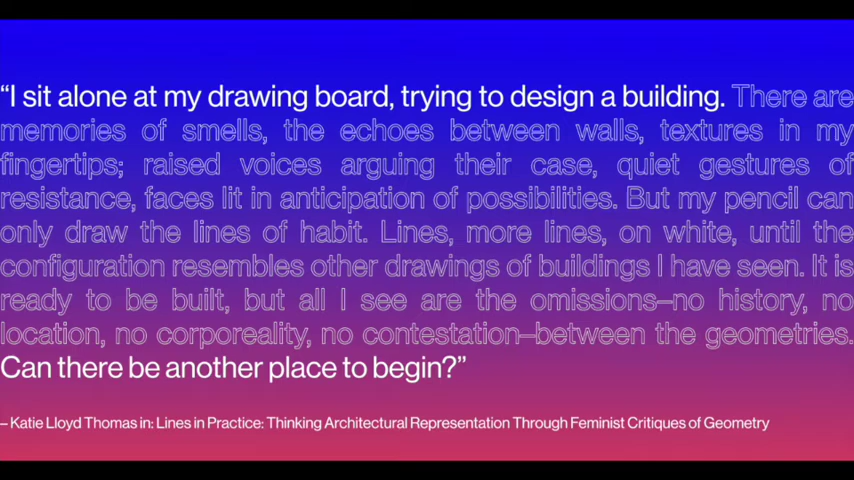 “I sit alone at my drawing board, trying to design a building. There are
memories of smells, the echoes between walls, textures in my
fingertips; raised voices arguing their case, quiet gestures of
resistance, faces lit in anticipation of possibilities. But my pencil can
only draw the lines of habit. Lines, more lines, on white, until the
configuration resembles other drawings of buildings I have seen. It is
ready to be built, but all I see are the omissions–no history, no
location, no corporeality, no contestation–between the geometries.
Can there be another place to begin?”
– Katie Lloyd Thomas in: Lines in Practice: Thinking Architectural Representation Through Feminist Critiques of Geometry